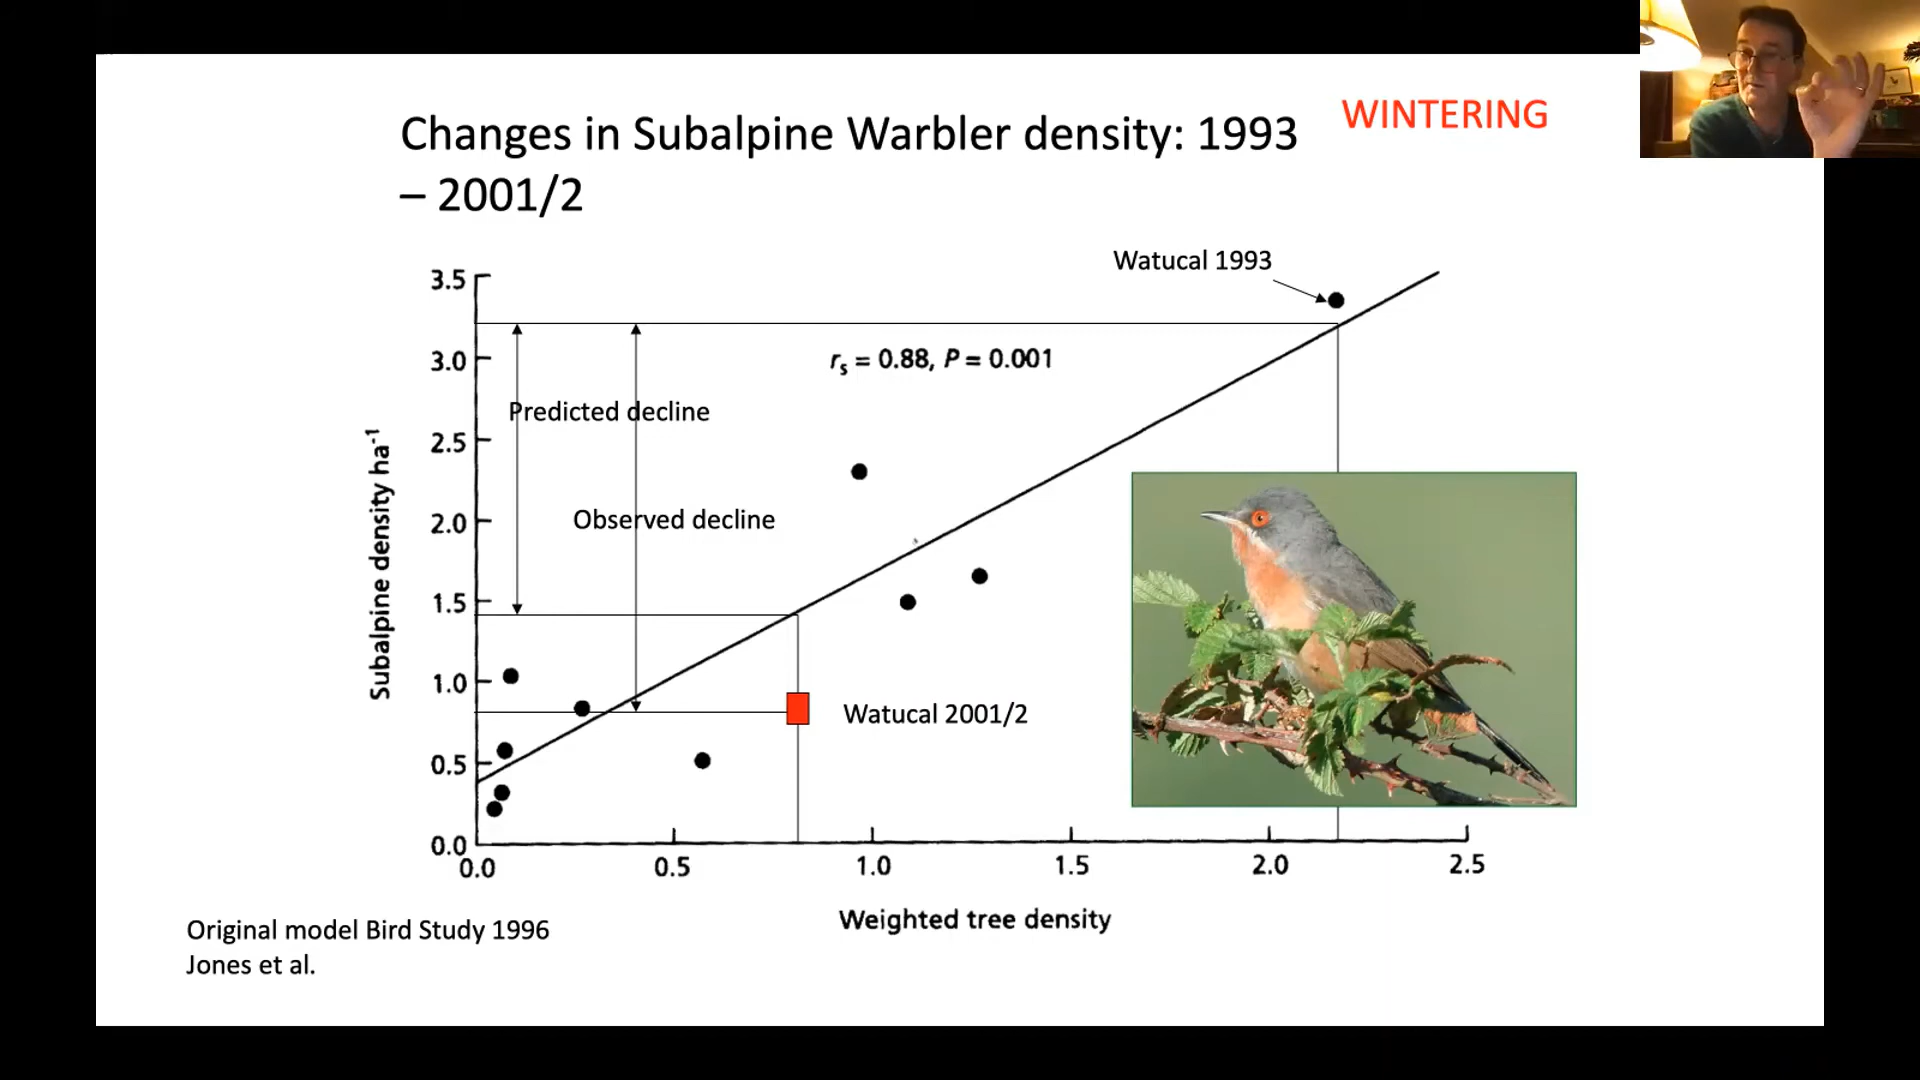 Changes in Subalpine Warbler density: 1993
– 2001/2
WINTERING
Watucal 1993
3.5
3.0
2.5
2.0
1.5
1.0
0.5
0.0
rs = 0.88, P = 0.001
Predicted decline
Observed decline
Subalpine density ha-1
Watucal 2001/2
0.0 0.5 1.0 1.5 2.0 2.5
Weighted tree density
Original model Bird Study 1996
Jones et al.